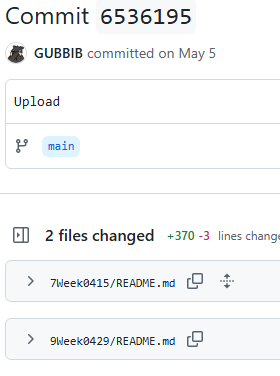 Commit 6536195
GUBBIB committed on May 5
Upload
main
2 files changed +370 -3 lines change
7Week0415/README.md
9Week0429/README.md